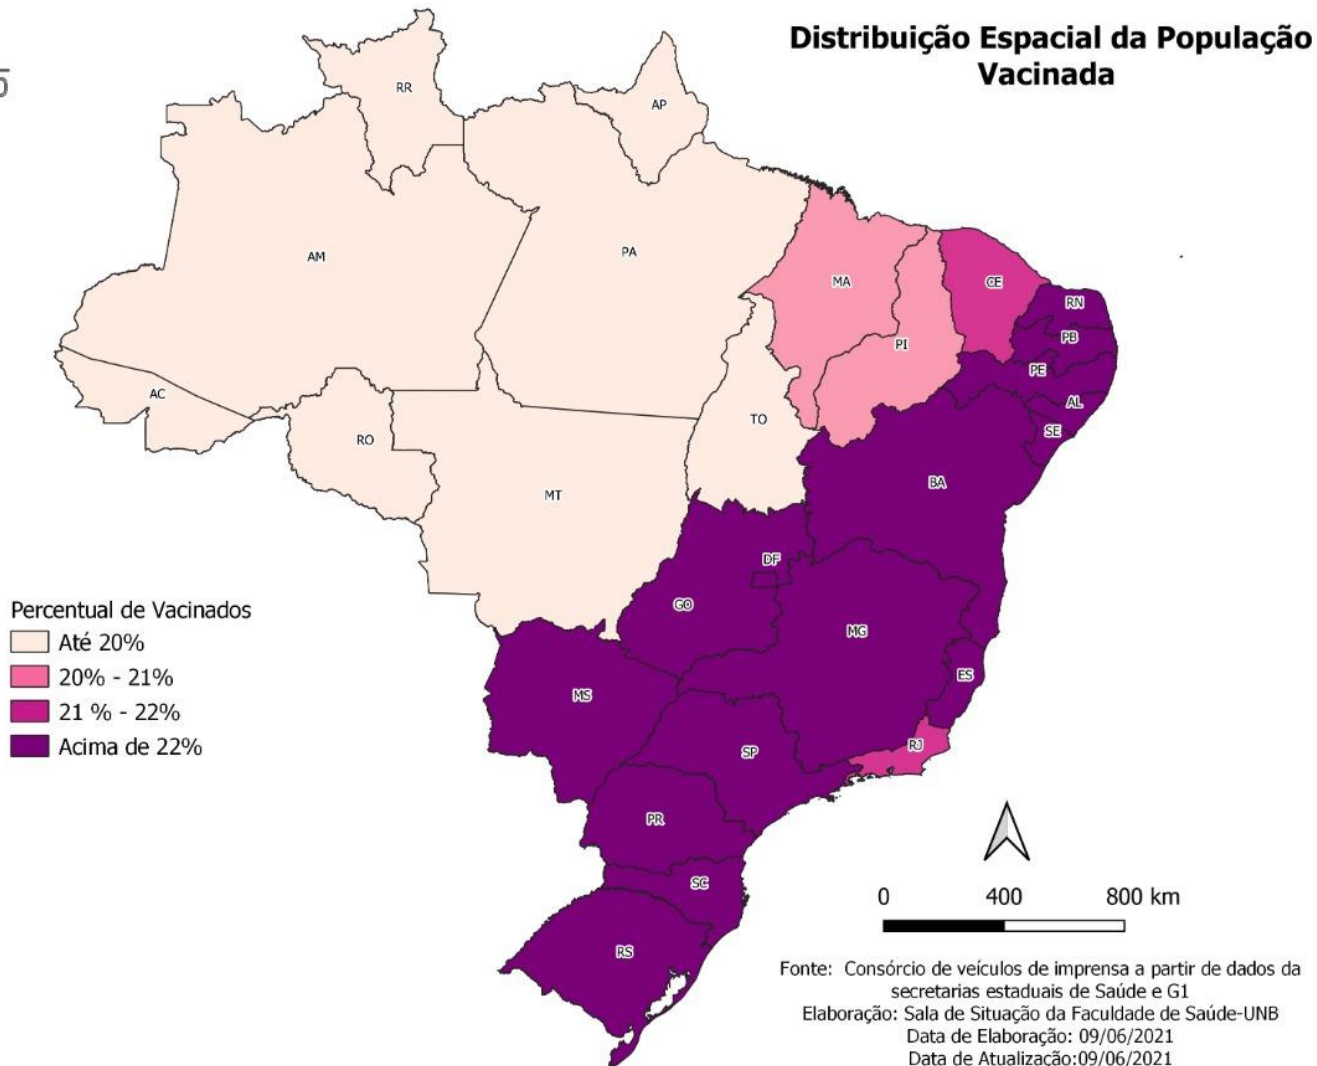 Distribuição Espacial da População
Vacinada
RR
AP
AM
PA
MA
CE
RN
PB
PI
PE
AC
AL
TO
SE
RO
BA
MT
DF
GO
MG
ES
MS
RJ
SP
PR
SC
RS
Percentual de Vacinados
Até 20%
20% - 21%
21 % - 22%
Acima de 22%
0 400 800 km
Fonte: Consórcio de veículos de imprensa a partir de dados da
secretarias estaduais de Saúde e G1
Elaboração: Sala de Situação da Faculdade de Saúde-UNB
Data de Elaboração: 09/06/2021
Data de Atualização:09/06/2021